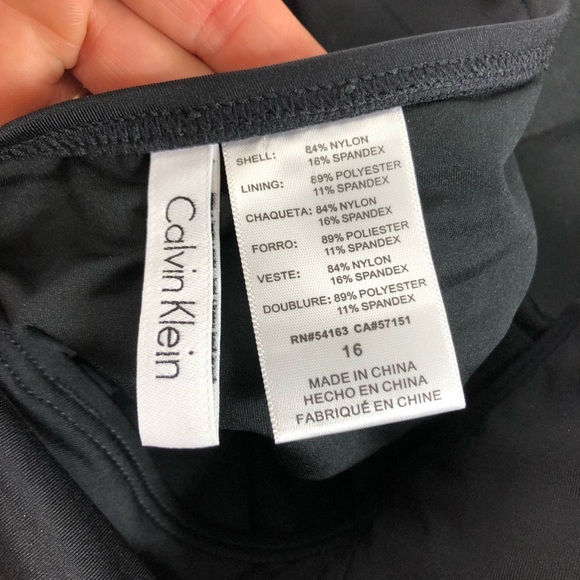 Calvin Klein
SHELL: 84% NYLON
16% SPANDEX
LINING: 89% POLYESTER
11% SPANDEX
CHAQUETA: 84% NYLON
16% SPANDEX
FORRO: 89% POLIESTER
11% SPANDEX
VESTE: 84% NYLON
16% SPANDEX
DOUBLURE: 89% POLYESTER
11% SPANDEX
RN#54163 CA#57151
16
MADE IN CHINA
HECHO EN CHINA
FABRIQUÉ EN CHINE